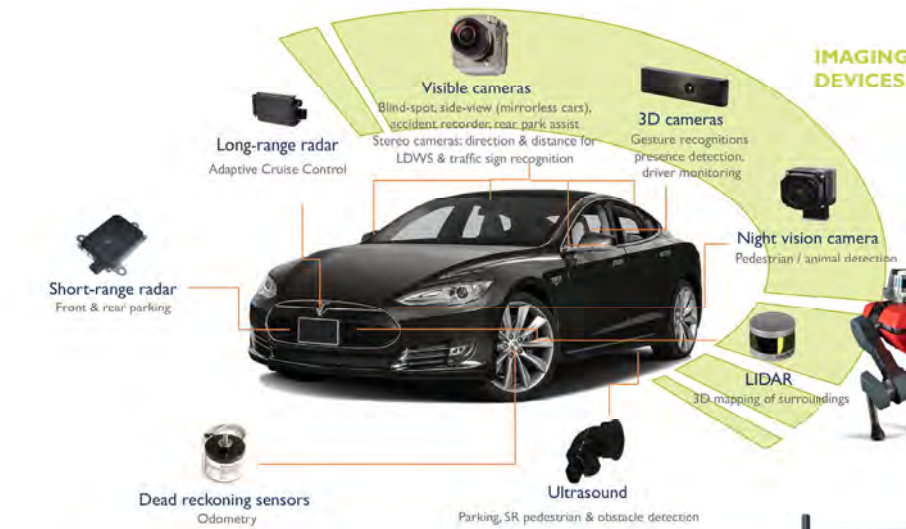 IMAGING
DEVICES
Visible cameras
Blind-spot, side-view (mirrorless cars),
accident recorder, rear park assist
Stereo cameras: direction & distance for
LDWS & traffic sign recognition
3D cameras
Gesture recognitions
presence detection,
driver monitoring
Long-range radar
Adaptive Cruise Control
Night vision camera
Pedestrian / animal detection
Short-range radar
Front & rear parking
LIDAR
3D mapping of surroundings
Dead reckoning sensors
Odometry
Ultrasound
Parking, SR pedestrian & obstacle detection